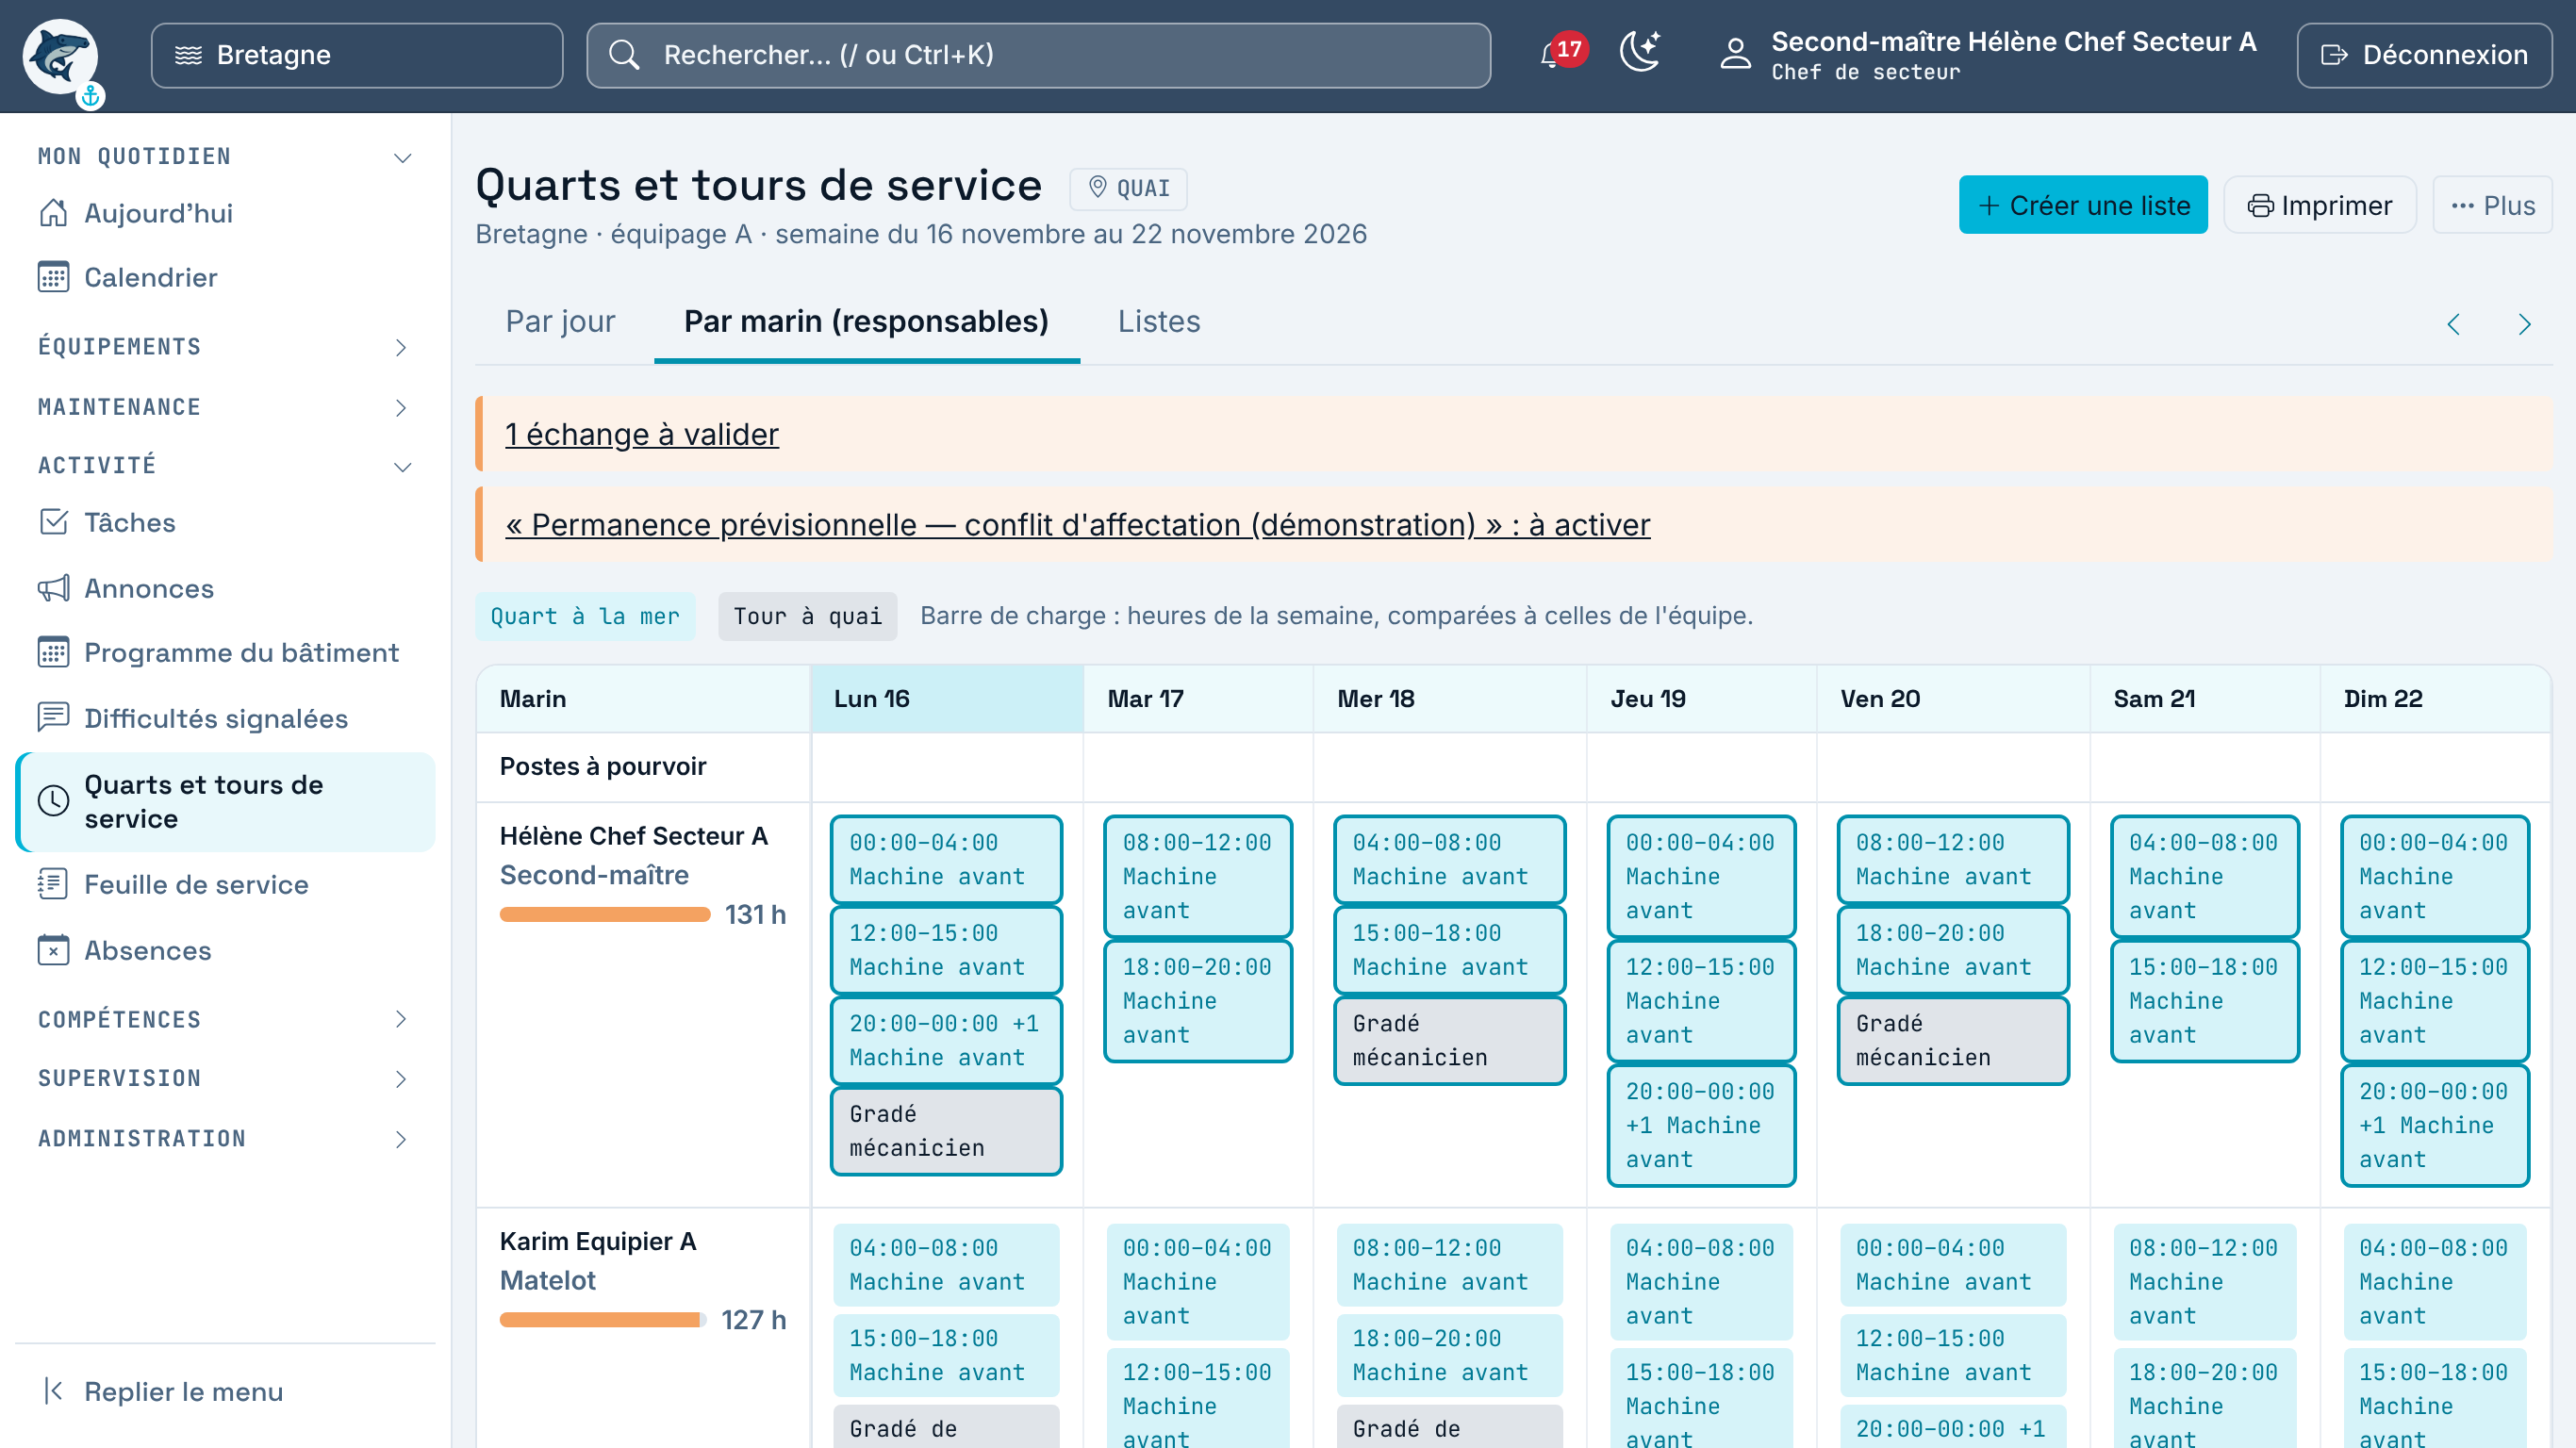 Bretagne
Rechercher... (/ ou Ctrl+K)
17
Second-maître Hélène Chef Secteur A
Chef de secteur
Déconnexion
MON QUOTIDIEN
Aujourd'hui
Calendrier
ÉQUIPEMENTS
MAINTENANCE
ACTIVITÉ
Tâches
Annonces
Programme du bâtiment
Difficultés signalées
Quarts et tours de
service
Feuille de service
Absences
COMPÉTENCES
SUPERVISION
ADMINISTRATION
Replier le menu
Quarts et tours de service
QUAI
Bretagne · équipage A · semaine du 16 novembre au 22 novembre 2026
+ Créer une liste
Imprimer
··· Plus
Par jour
Par marin (responsables)
Listes
1 échange à valider
« Permanence prévisionnelle — conflit d'affectation (démonstration) » : à activer
Quart à la mer
Tour à quai
Barre de charge : heures de la semaine, comparées à celles de l'équipe.
Marin
Lun 16
Mar 17
Mer 18
Jeu 19
Ven 20
Sam 21
Dim 22
Postes à pourvoir
Hélène Chef Secteur A
Second-maître
131 h
00:00–04:00
Machine avant
12:00–15:00
Machine avant
20:00–00:00 +1
Machine avant
Gradé
mécanicien
08:00–12:00
Machine
avant
18:00–20:00
Machine
avant
04:00–08:00
Machine avant
15:00–18:00
Machine avant
Gradé
mécanicien
00:00–04:00
Machine
avant
12:00–15:00
Machine
avant
20:00–00:00
+1 Machine
avant
08:00–12:00
Machine avant
18:00–20:00
Machine avant
Gradé
mécanicien
04:00–08:00
Machine
avant
15:00–18:00
Machine
avant
00:00–04:00
Machine
avant
12:00–15:00
Machine
avant
20:00–00:00
+1 Machine
avant
Karim Equipier A
Matelot
127 h
04:00–08:00
Machine avant
15:00–18:00
Machine avant
Gradé de
00:00–04:00
Machine
avant
12:00–15:00
Machine
avant
08:00–12:00
Machine avant
18:00–20:00
Machine avant
Gradé de
04:00–08:00
Machine
avant
15:00–18:00
Machine
avant
00:00–04:00
Machine avant
12:00–15:00
Machine avant
20:00–00:00 +1
08:00–12:00
Machine
avant
18:00–20:00
Machine
avant
04:00–08:00
Machine
avant
15:00–18:00
Machine
avant